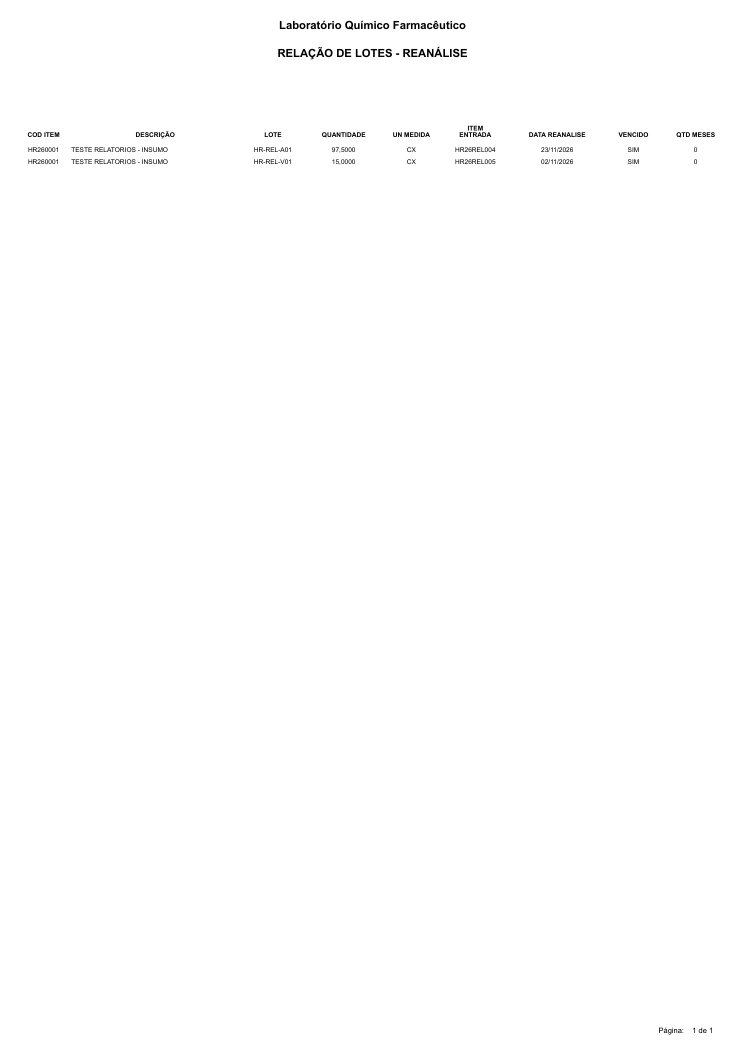 Laboratório Químico Farmacêutico
RELAÇÃO DE LOTES - REANÁLISE
COD ITEM DESCRIÇÃO LOTE QUANTIDADE UN MEDIDA ITEM ENTRADA DATA REANALISE VENCIDO QTD MESES
HR260001 TESTE RELATORIOS - INSUMO HR-REL-A01 97,5000 CX HR26REL004 23/11/2026 SIM 0
HR260001 TESTE RELATORIOS - INSUMO HR-REL-V01 15,0000 CX HR26REL005 02/11/2026 SIM 0
Página: 1 de 1